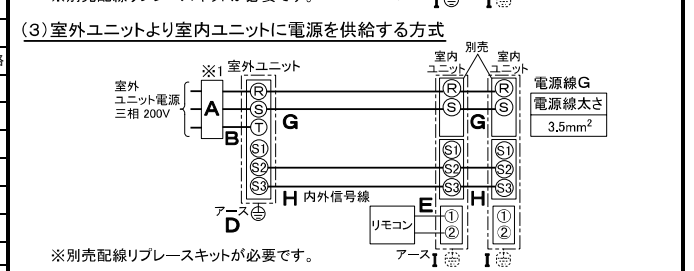 (3)室外ユニットより室内ユニットに電源を供給する方式
別売
※1 室外ユニット
室内ユニット
室内ユニット
室外
ユニット電源
三相 200V
A
B
R
S
T
S1
S2
S3
G
R
S
S1
S2
S3
G
R
S
S1
S2
S3
電源線G
電源線太さ
3.5mm²
H 内外信号線
H
アース
D
リモコン
E
①
②
①
②
アース I
I
※別売配線リプレースキットが必要です。